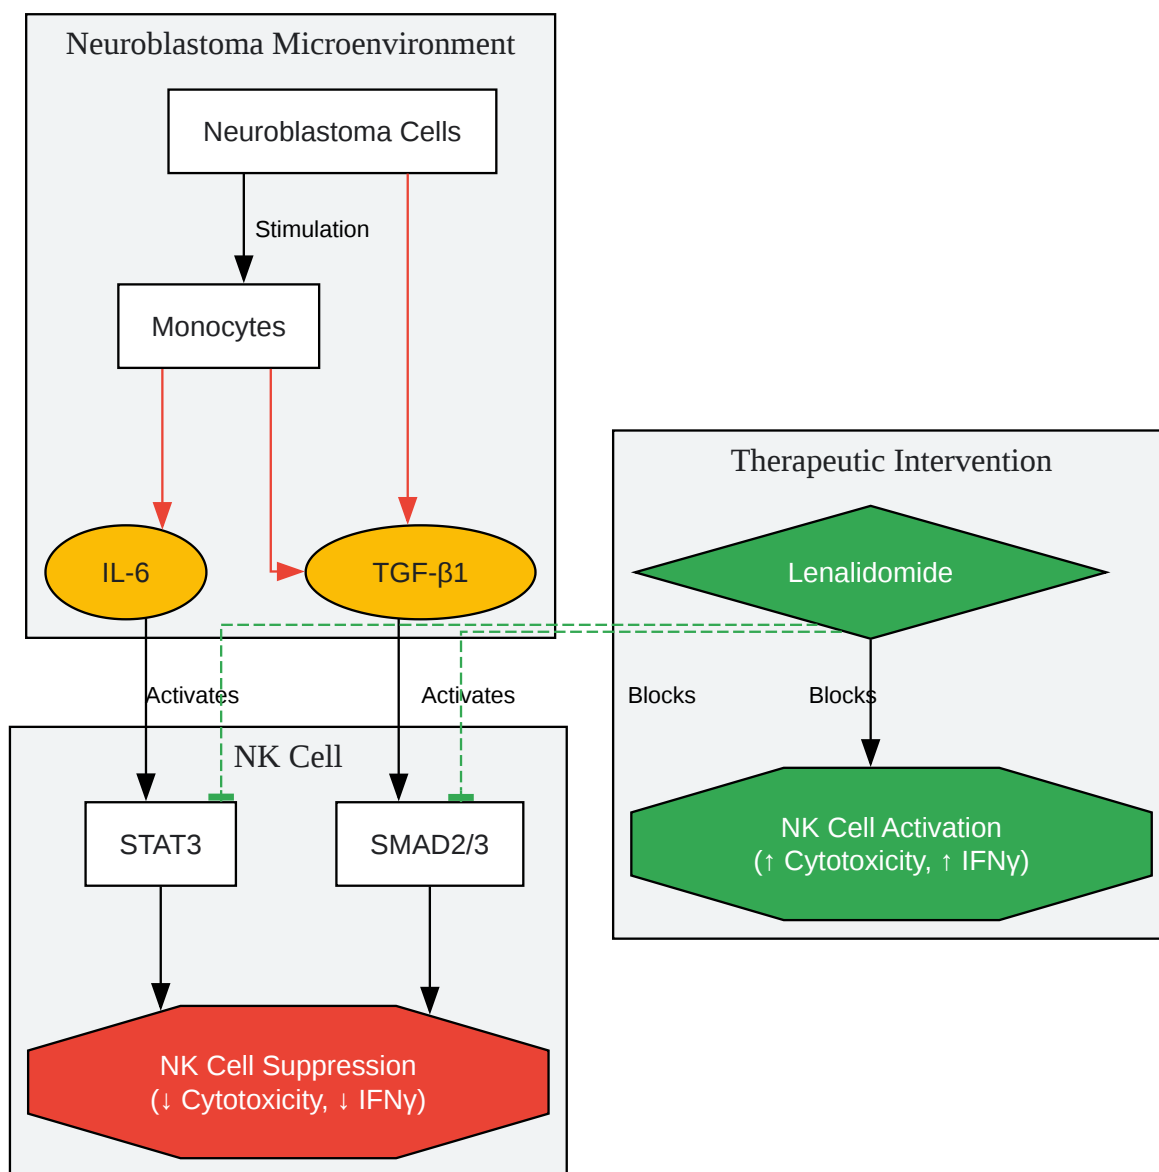 Neuroblastoma Microenvironment
Neuroblastoma Cells
Stimulation
Monocytes
IL-6
TGF-β1
Therapeutic Intervention
Lenalidomide
Activates
Activates
Blocks
Blocks
NK Cell
STAT3
SMAD2/3
NK Cell Activation
(↑ Cytotoxicity, ↑ IFNγ)
NK Cell Suppression
(↓ Cytotoxicity, ↓ IFNγ)